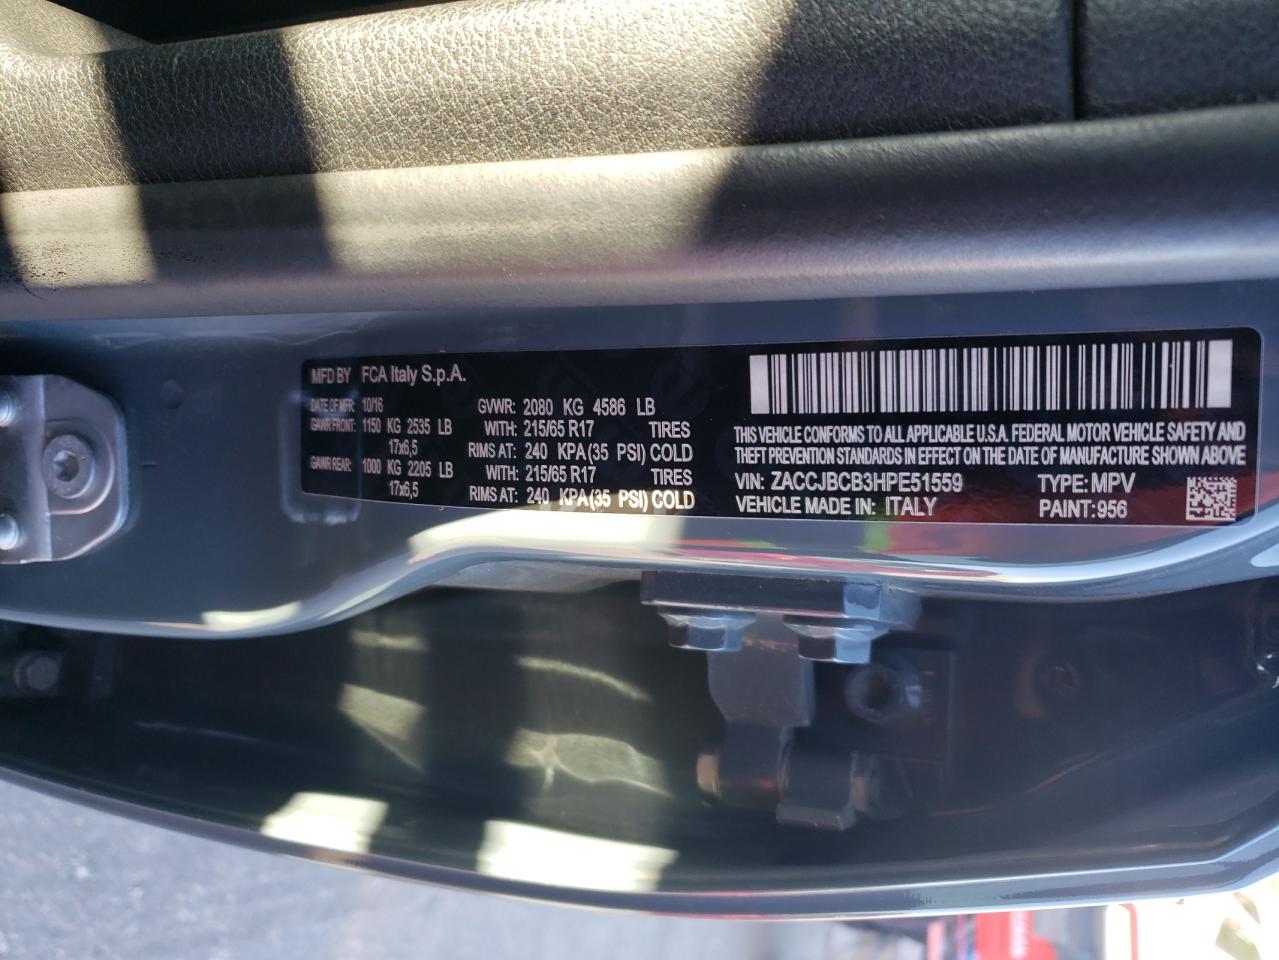 MFD BY FCA Italy S.p.A.
DATE OF MFR: 10/16 GVWR: 2080 KG 4586 LB
GAWR FRONT: 1150 KG 2535 LB WITH: 215/65 R17 TIRES
17x6,5 RIMS AT: 240 KPA(35 PSI) COLD
GAWR REAR: 1000 KG 2205 LB WITH: 215/65 R17 TIRES
17x6,5 RIMS AT: 240 KPA(35 PSI) COLD
THIS VEHICLE CONFORMS TO ALL APPLICABLE U.S.A. FEDERAL MOTOR VEHICLE SAFETY AND
THEFT PREVENTION STANDARDS IN EFFECT ON THE DATE OF MANUFACTURE SHOWN ABOVE
VIN: ZACCJBCB3HPE51559 TYPE: MPV
VEHICLE MADE IN: ITALY PAINT: 956